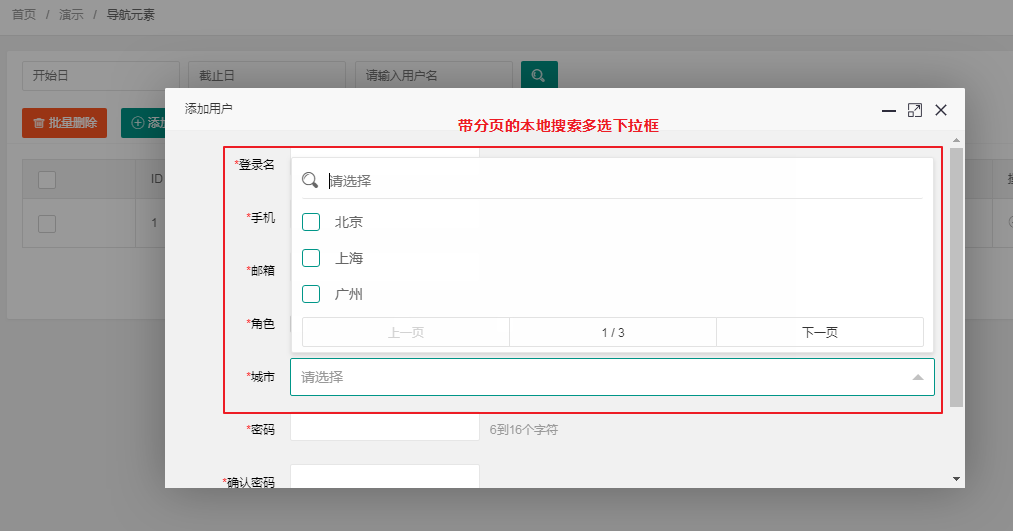 首页 / 演示 / 导航元素
开始日 截止日 请输入用户名
批量删除 添加
ID
1
添加用户
带分页的本地搜索多选下拉框
*登录名
请选择
*手机
北京
上海
*邮箱
广州
*角色
上一页 1 / 3 下一页
*城市 请选择
*密码 6到16个字符
*确认密码